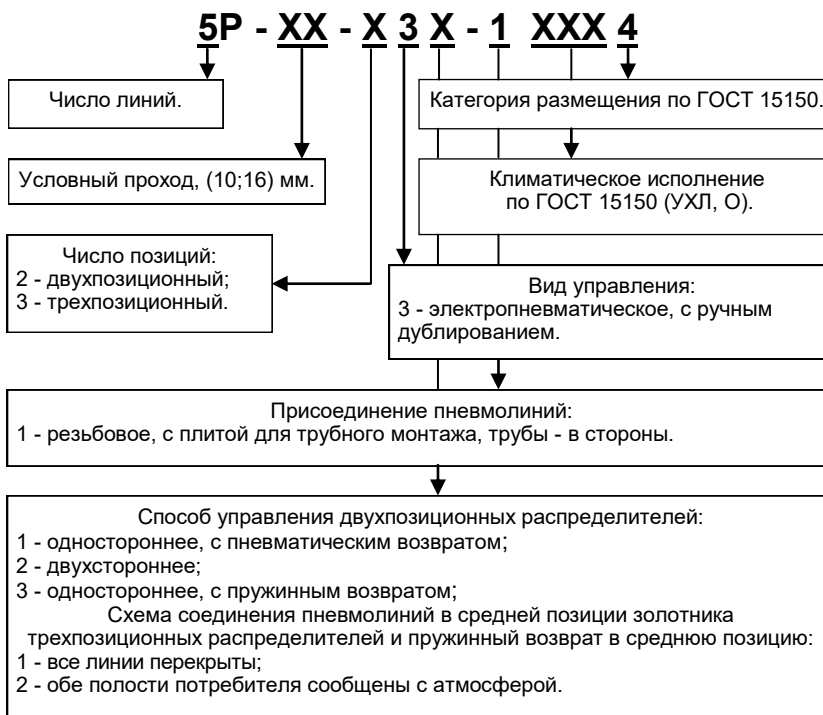 5Р - ХХ - Х 3 Х - 1 ХХХ 4
Число линий.
Категория размещения по ГОСТ 15150.
Условный проход, (10;16) мм.
Климатическое исполнение
по ГОСТ 15150 (УХЛ, О).
Число позиций:
2 - двухпозиционный;
3 - трехпозиционный.
Вид управления:
3 - электропневматическое, с ручным
дублированием.
Присоединение пневмолиний:
1 - резьбовое, с плитой для трубного монтажа, трубы - в стороны.
Способ управления двухпозиционных распределителей:
1 - одностороннее, с пневматическим возвратом;
2 - двухстороннее;
3 - одностороннее, с пружинным возвратом;
Схема соединения пневмолиний в средней позиции золотника
трехпозиционных распределителей и пружинный возврат в среднюю позицию:
1 - все линии перекрыты;
2 - обе полости потребителя сообщены с атмосферой.